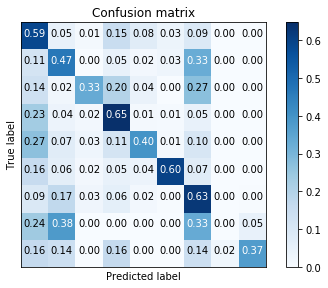 Confusion matrix
0.59 0.05 0.01 0.15 0.08 0.03 0.09 0.00 0.00
0.11 0.47 0.00 0.05 0.02 0.03 0.33 0.00 0.00
0.14 0.02 0.33 0.20 0.04 0.00 0.27 0.00 0.00
0.23 0.04 0.02 0.65 0.01 0.01 0.05 0.00 0.00
0.27 0.07 0.03 0.11 0.40 0.01 0.10 0.00 0.00
0.16 0.06 0.02 0.05 0.04 0.60 0.07 0.00 0.00
0.09 0.17 0.03 0.06 0.02 0.00 0.63 0.00 0.00
0.24 0.38 0.00 0.00 0.00 0.00 0.33 0.00 0.05
0.16 0.14 0.00 0.16 0.00 0.00 0.14 0.02 0.37
True label
Predicted label
0.6
0.5
0.4
0.3
0.2
0.1
0.0